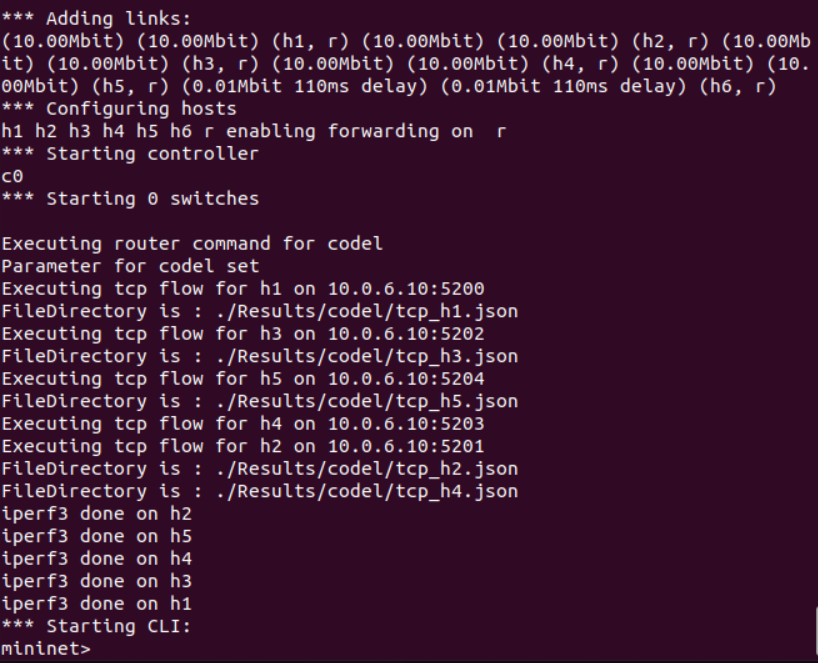 *** Adding links:
(10.00Mbit) (10.00Mbit) (h1, r) (10.00Mbit) (10.00Mbit) (h2, r) (10.00Mb
it) (10.00Mbit) (h3, r) (10.00Mbit) (10.00Mbit) (h4, r) (10.00Mbit) (10.
00Mbit) (h5, r) (0.01Mbit 110ms delay) (0.01Mbit 110ms delay) (h6, r)
*** Configuring hosts
h1 h2 h3 h4 h5 h6 r enabling forwarding on  r
*** Starting controller
c0
*** Starting 0 switches

Executing router command for codel
Parameter for codel set
Executing tcp flow for h1 on 10.0.6.10:5200
FileDirectory is : ./Results/codel/tcp_h1.json
Executing tcp flow for h3 on 10.0.6.10:5202
FileDirectory is : ./Results/codel/tcp_h3.json
Executing tcp flow for h5 on 10.0.6.10:5204
FileDirectory is : ./Results/codel/tcp_h5.json
Executing tcp flow for h4 on 10.0.6.10:5203
Executing tcp flow for h2 on 10.0.6.10:5201
FileDirectory is : ./Results/codel/tcp_h2.json
FileDirectory is : ./Results/codel/tcp_h4.json
iperf3 done on h2
iperf3 done on h5
iperf3 done on h4
iperf3 done on h3
iperf3 done on h1
*** Starting CLI:
mininet>